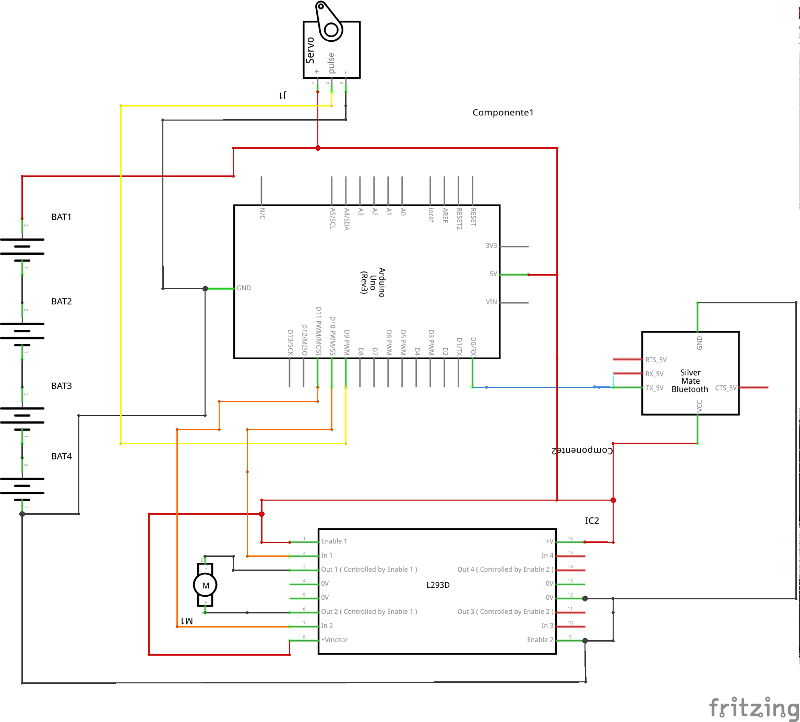 Servo
pulse
+
-
J1
Componente1
BAT1
BAT2
BAT3
BAT4
N/C
A5/SCL
A4/SDA
A3
A2
A1
A0
ioref
AREF
RESET2
RESET
3V3
5V
VIN
GND
Arduino
Uno
(Rev3)
D13/SCK
D12/MISO
D11 PWM/MOSI
D10 PWM/SS
D9 PWM
D8
D7
D6 PWM
D5 PWM
D4
D3 PWM
D2
D1/TX
D0/RX
GND
RTS_5V
RX_5V
TX_5V
CTS_5V
VCC
Silver
Mate
Bluetooth
Componente2
IC2
Enable 1
In 1
Out 1 ( Controlled by Enable 1 )
0V
0V
Out 2 ( Controlled by Enable 1 )
In 2
+Vmotor
L293D
+V
In 4
Out 4 ( Controlled by Enable 2 )
0V
0V
Out 3 ( Controlled by Enable 2 )
In 3
Enable 2
M
M1
fritzing